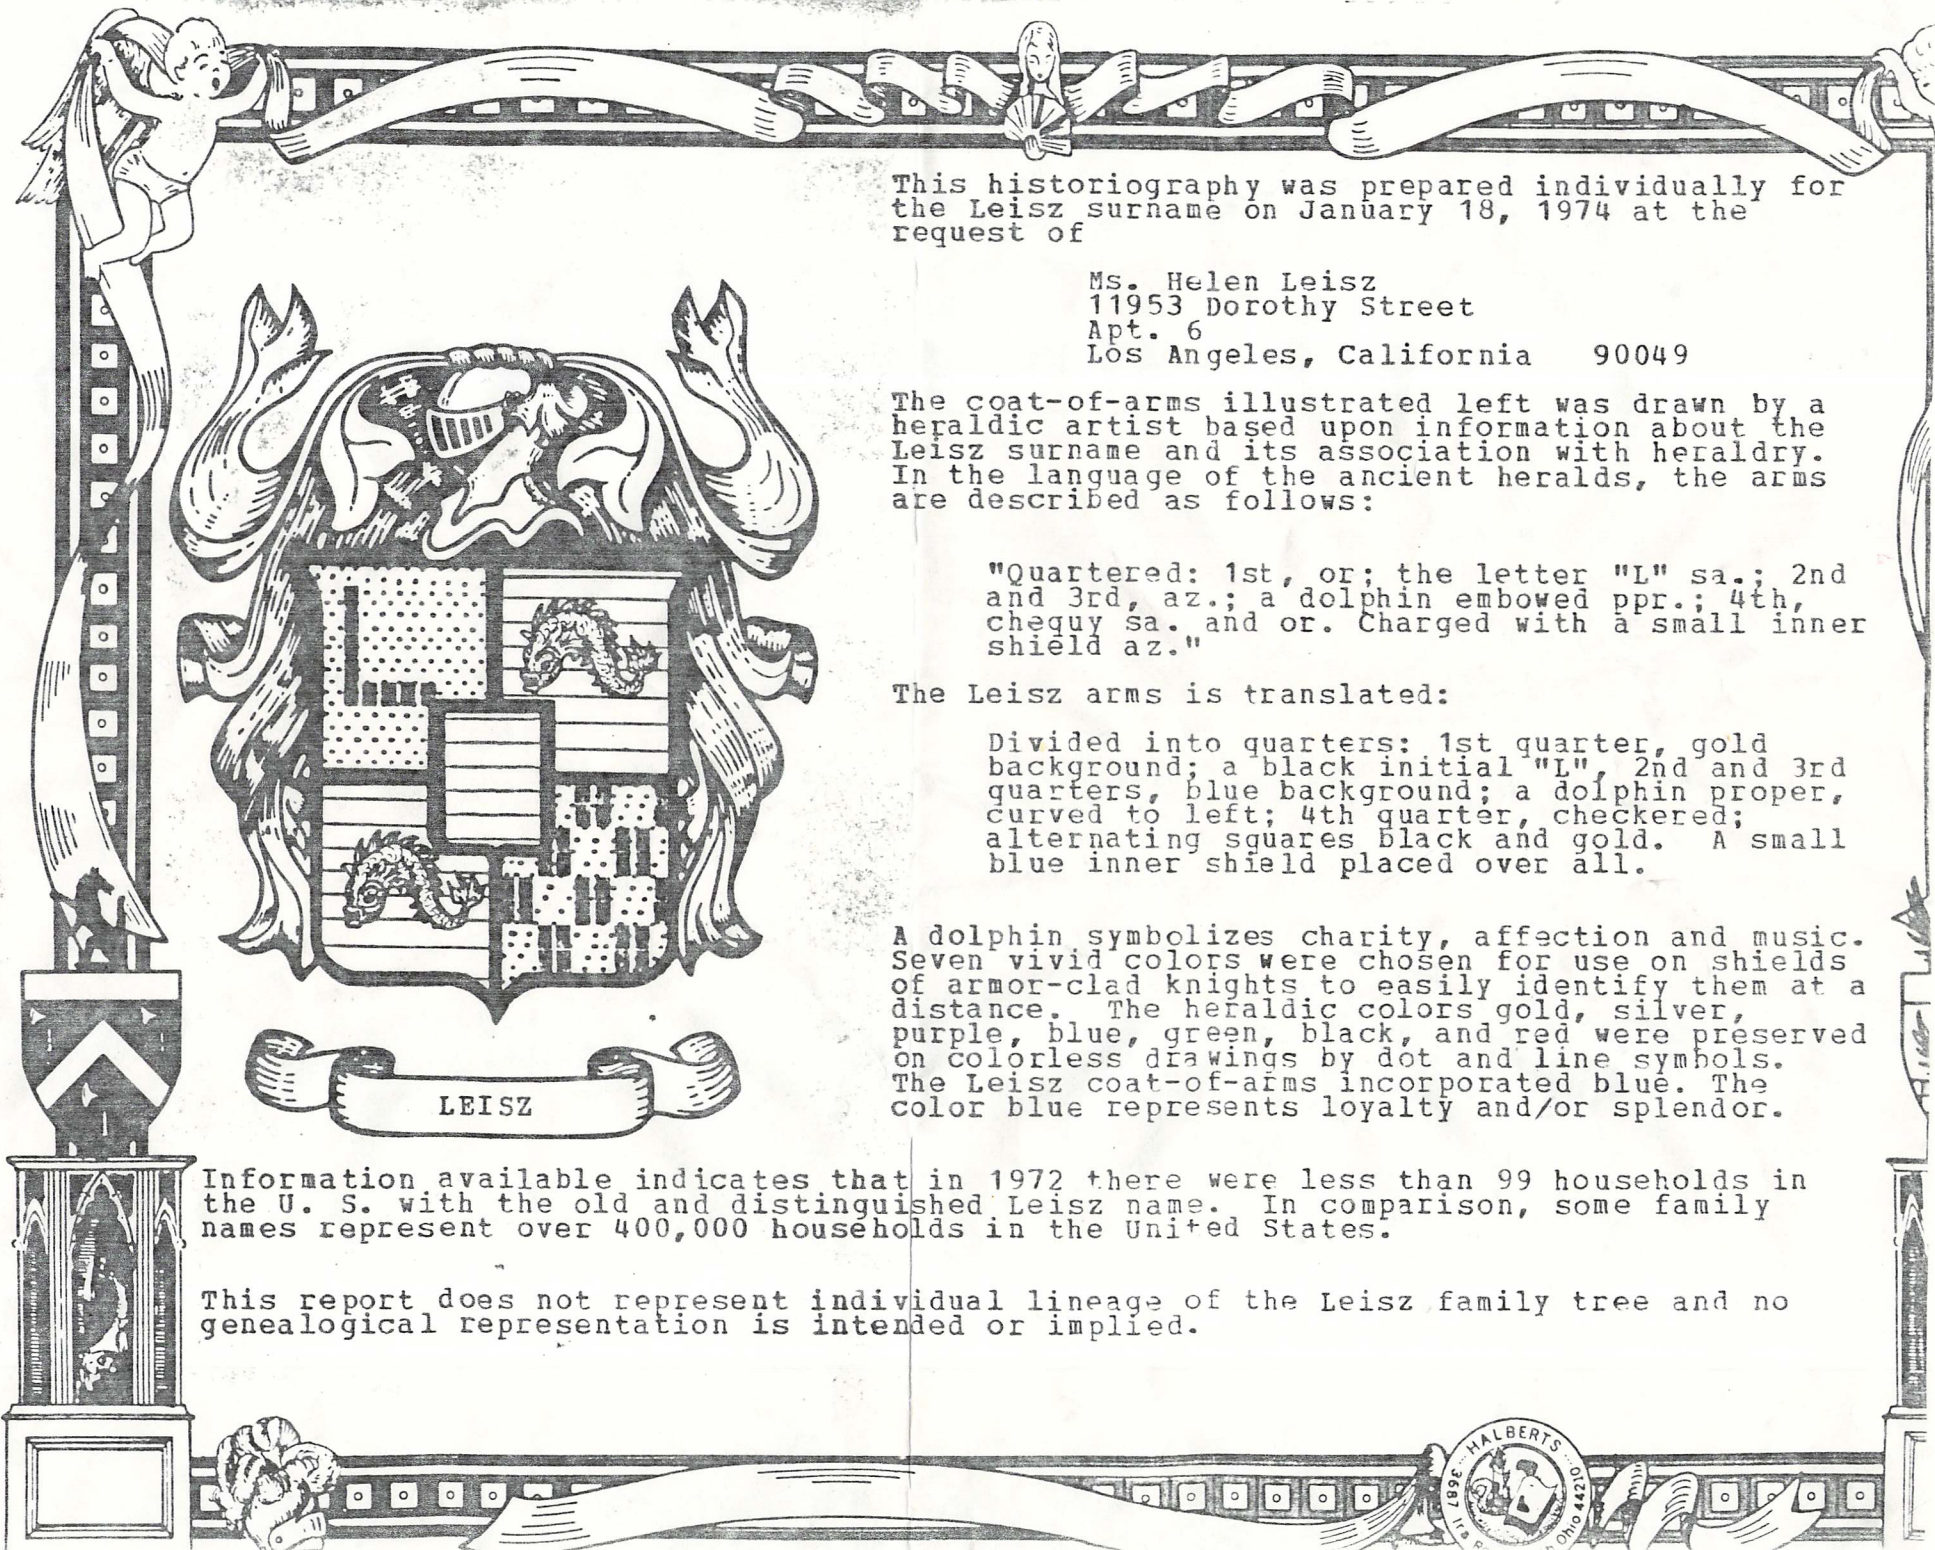 This historiography was prepared individually for
the Leisz surname on January 18, 1974 at the
request of
Ms. Helen Leisz
11953 Dorothy Street
Apt. 6
Los Angeles, California 90049
The coat-of-arms illustrated left was drawn by a
heraldic artist based upon information about the
Leisz surname and its association with heraldry.
In the language of the ancient heralds, the arms
are described as follows:
"Quartered: 1st, or; the letter "L" sa.; 2nd
and 3rd, az.; a dolphin embowed ppr.; 4th,
chequy sa. and or. Charged with a small inner
shield az."
The Leisz arms is translated:
Divided into quarters: 1st quarter, gold
background; a black initial "L", 2nd and 3rd
quarters, blue background; a dolphin proper,
curved to left; 4th quarter, checkered;
alternating squares black and gold. A small
blue inner shield placed over all.
A dolphin symbolizes charity, affection and music.
Seven vivid colors were chosen for use on shields
of armor-clad knights to easily identify them at a
distance. The heraldic colors gold, silver,
purple, blue, green, black, and red were preserved
on colorless drawings by dot and line symbols.
The Leisz coat-of-arms incorporated blue. The
color blue represents loyalty and/or splendor.
L
LEISZ
Information available indicates that in 1972 there were less than 99 households in
the U. S. with the old and distinguished Leisz name. In comparison, some family
names represent over 400,000 households in the United States.
This report does not represent individual lineage of the Leisz family tree and no
genealogical representation is intended or implied.
HALBERTS
3687 Ira Ohio 44210